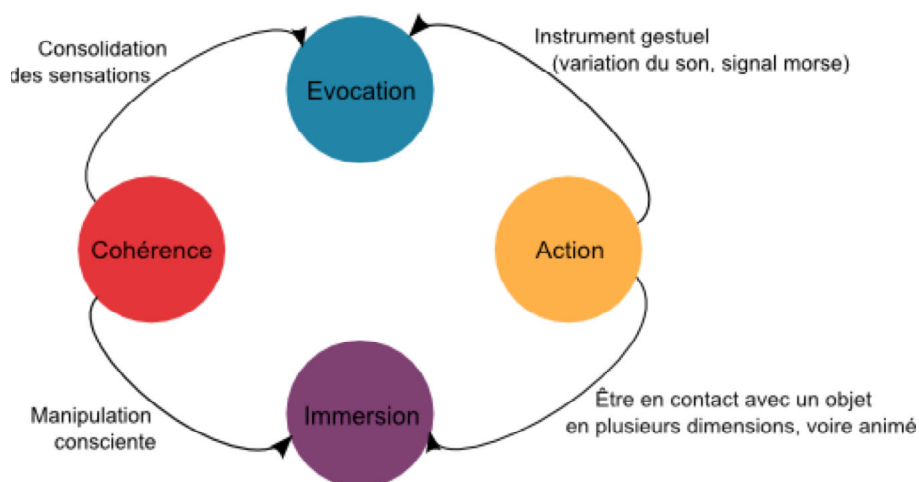 Consolidation
des sensations
Instrument gestuel
(variation du son, signal morse)
Evocation
Cohérence
Action
Immersion
Manipulation
consciente
Être en contact avec un objet
en plusieurs dimensions, voire animé